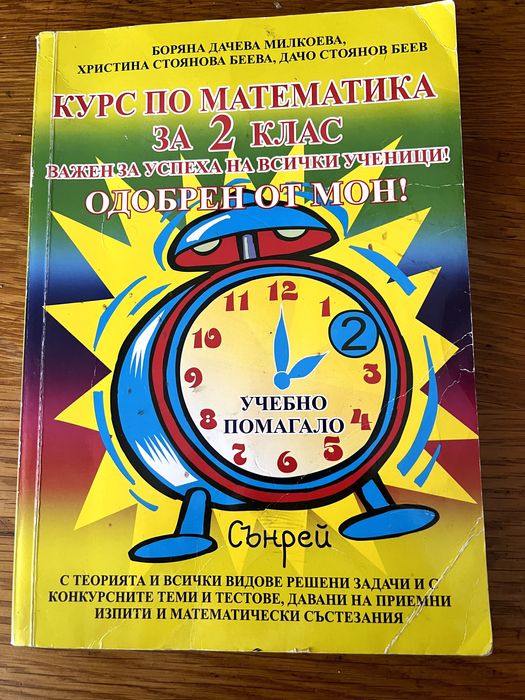 БОРЯНА ДАЧЕВА МИЛКОЕВА,
ХРИСТИНА СТОЯНОВА БЕЕВА, ДАЧО СТОЯНОВ БЕЕВ
КУРС ПО МАТЕМАТИКА
ЗА 2 КЛАС
ВАЖЕН ЗА УСПЕХА НА ВСИЧКИ УЧЕНИЦИ!
ОДОБРЕН ОТ МОН!
12
11 1
10 2
9 3
8 4
7 6 5
УЧЕБНО
ПОМАГАЛО
Сънрей
С ТЕОРИЯТА И ВСИЧКИ ВИДОВЕ РЕШЕНИ ЗАДАЧИ И С
КОНКУРСНИТЕ ТЕМИ И ТЕСТОВЕ, ДАВАНИ НА ПРИЕМНИ
ИЗПИТИ И МАТЕМАТИЧЕСКИ СЪСТЕЗАНИЯ